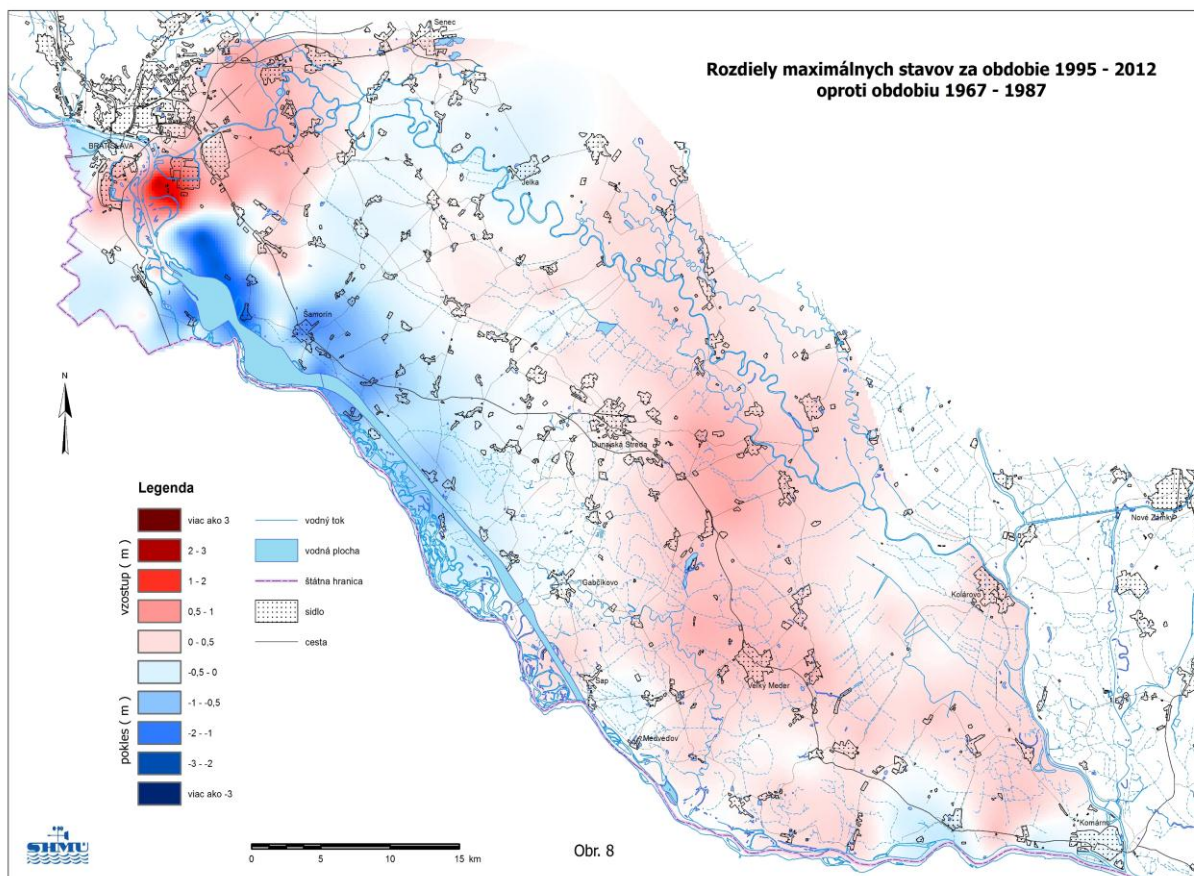 Rozdiely maximálnych stavov za obdobie 1995 - 2012
oproti obdobiu 1967 - 1987
Senec
BRATISLAVA
1
Jelka
Šamorín
Dunajská Streda
Nové Zámky
Gabčíkovo
Kolárovo
Sap
Veľký Meder
Medveďov
Komárno
N
Legenda
vzostup ( m )
viac ako 3
2 - 3
1 - 2
0,5 - 1
0 - 0,5
pokles ( m )
-0,5 - 0
-1 - -0,5
-2 - -1
-3 - -2
viac ako -3
vodný tok
vodná plocha
štátna hranica
sídlo
cesta
SHMÚ
0 5 10 15 km
Obr. 8